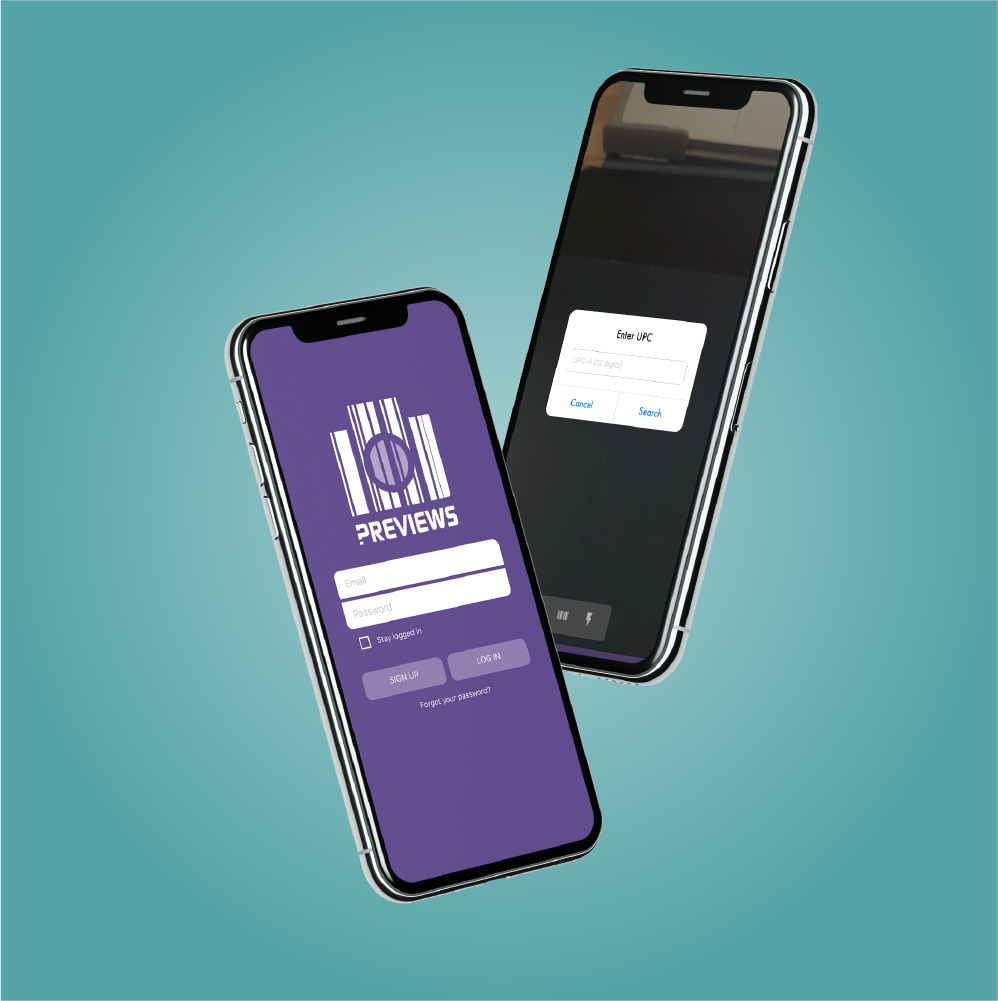 PREVIEWS
Email
Password
Stay logged in
SIGN UP
LOG IN
Forgot your password?
Enter UPC
UPC-A (12 digits)
Cancel
Search